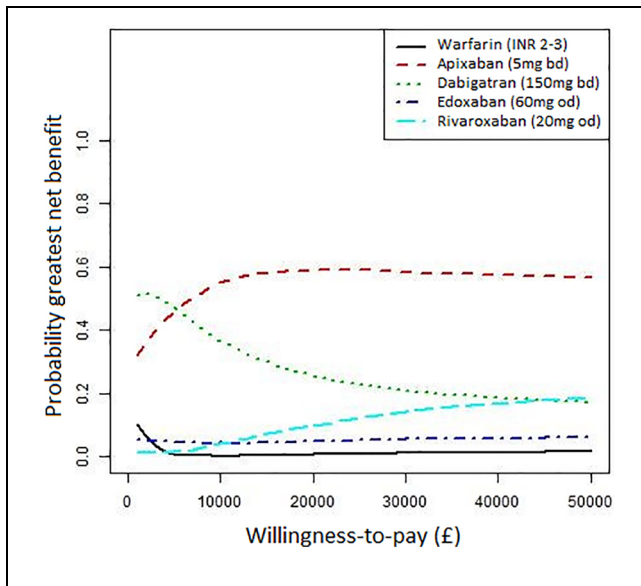 Warfarin (INR 2-3)
Apixaban (5mg bd)
Dabigatran (150mg bd)
Edoxaban (60mg od)
Rivaroxaban (20mg od)
Probability greatest net benefit
1.0
0.8
0.6
0.4
0.2
0.0
0 10000 20000 30000 40000 50000
Willingness-to-pay (£)